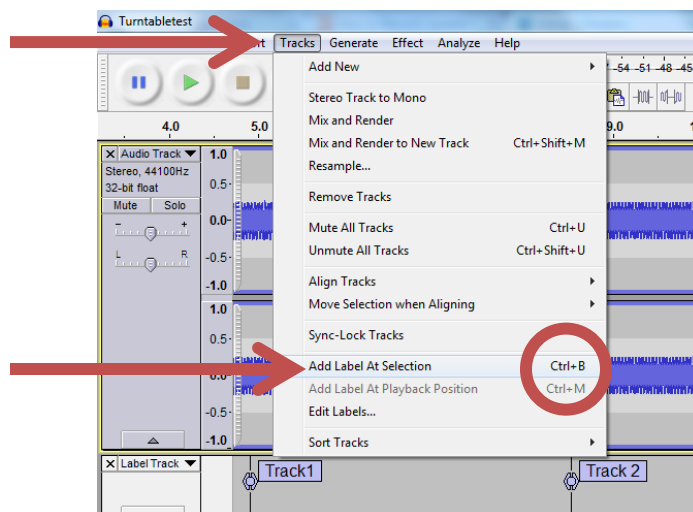 Turntabletest
Tracks Generate Effect Analyze Help
Add New
Stereo Track to Mono
Mix and Render
Mix and Render to New Track Ctrl+Shift+M
Resample...
Remove Tracks
Mute All Tracks Ctrl+U
Unmute All Tracks Ctrl+Shift+U
Align Tracks
Move Selection when Aligning
Sync-Lock Tracks
Add Label At Selection Ctrl+B
Add Label At Playback Position Ctrl+M
Edit Labels...
Sort Tracks
-54 -51 -48 -45
4.0 5.0 9.0
X Audio Track 1.0
Stereo, 44100Hz
32-bit float 0.5
Mute Solo
- + 0.0
L R -0.5
-1.0
1.0
0.5
0.0
-0.5
-1.0
X Label Track
Track1 Track 2